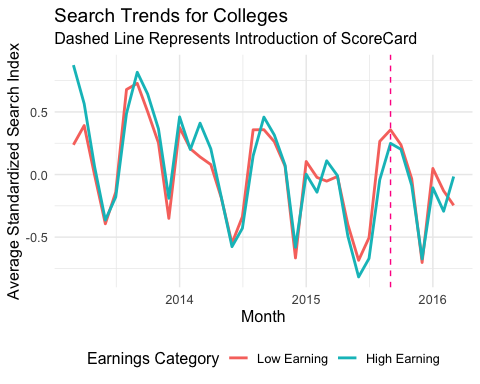 Search Trends for Colleges
Dashed Line Represents Introduction of ScoreCard
Average Standardized Search Index
0.5
0.0
-0.5
2014 2015 2016
Month
Earnings Category Low Earning High Earning